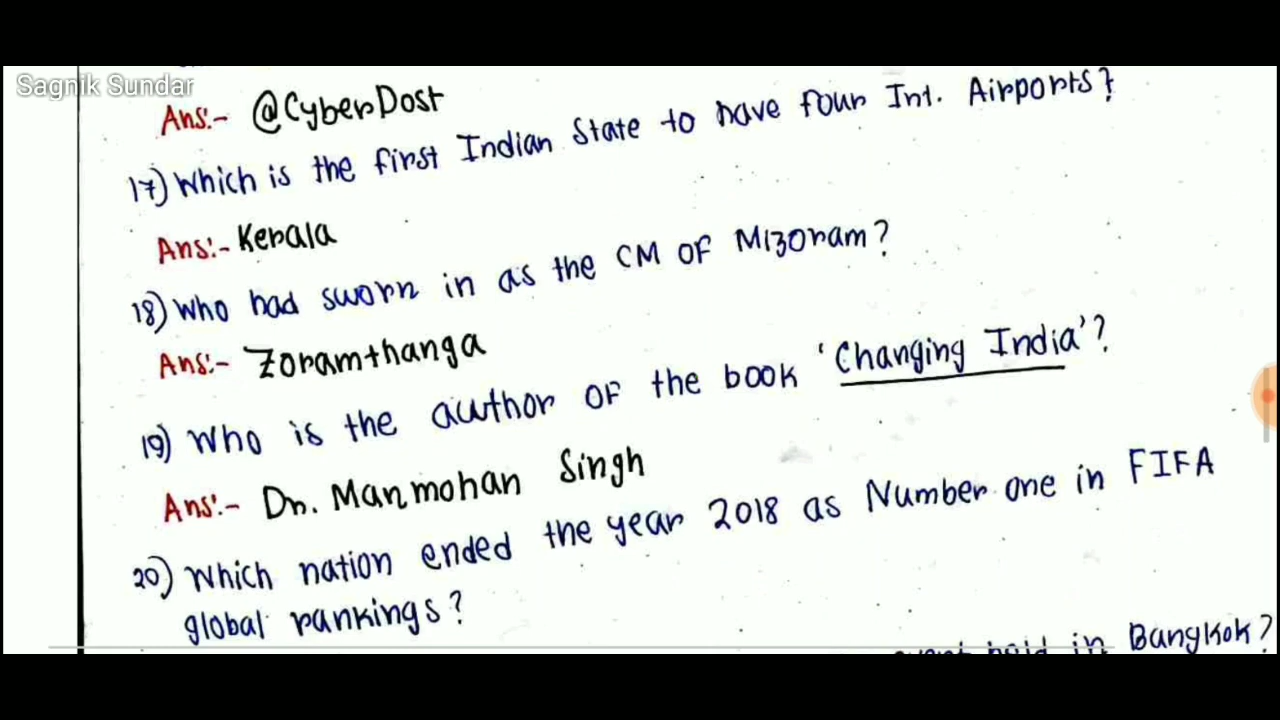 Sagnik Sundar
Ans:- @CyberDost
17) Which is the first Indian State to have four Int. Airports?
Ans:- Kerala
18) Who had sworn in as the CM of Mizoram?
Ans:- Zoramthanga
19) Who is the author of the book 'Changing India'?
Ans:- Dr. Manmohan Singh
20) Which nation ended the year 2018 as Number one in FIFA
global rankings?
held in Bangkok?